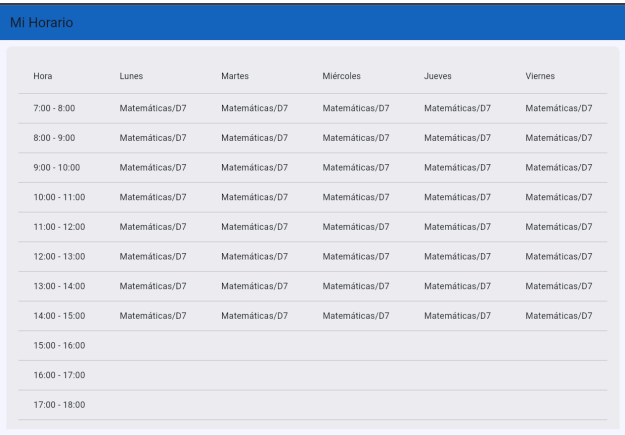 Mi Horario
Hora Lunes Martes Miércoles Jueves Viernes
7:00 - 8:00 Matemáticas/D7 Matemáticas/D7 Matemáticas/D7 Matemáticas/D7 Matemáticas/D7
8:00 - 9:00 Matemáticas/D7 Matemáticas/D7 Matemáticas/D7 Matemáticas/D7 Matemáticas/D7
9:00 - 10:00 Matemáticas/D7 Matemáticas/D7 Matemáticas/D7 Matemáticas/D7 Matemáticas/D7
10:00 - 11:00 Matemáticas/D7 Matemáticas/D7 Matemáticas/D7 Matemáticas/D7 Matemáticas/D7
11:00 - 12:00 Matemáticas/D7 Matemáticas/D7 Matemáticas/D7 Matemáticas/D7 Matemáticas/D7
12:00 - 13:00 Matemáticas/D7 Matemáticas/D7 Matemáticas/D7 Matemáticas/D7 Matemáticas/D7
13:00 - 14:00 Matemáticas/D7 Matemáticas/D7 Matemáticas/D7 Matemáticas/D7 Matemáticas/D7
14:00 - 15:00 Matemáticas/D7 Matemáticas/D7 Matemáticas/D7 Matemáticas/D7 Matemáticas/D7
15:00 - 16:00
16:00 - 17:00
17:00 - 18:00